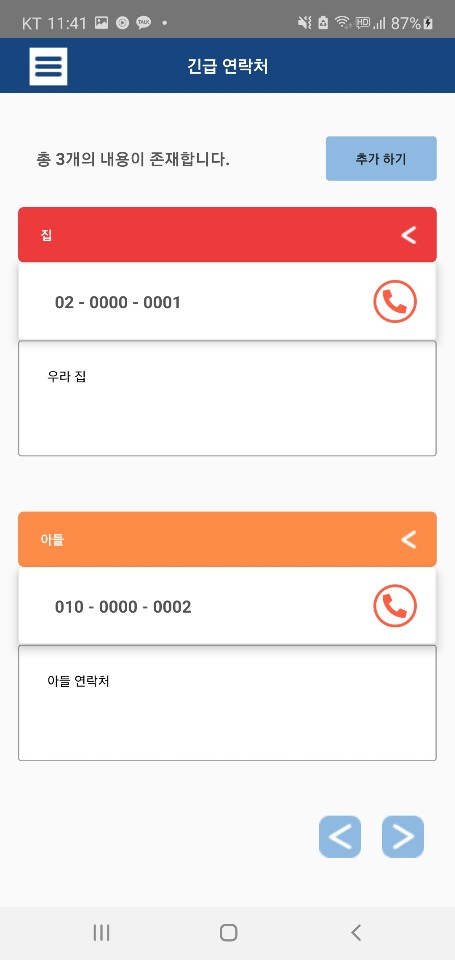 KT 11:41 TALK HD 87%
긴급 연락처
총 3개의 내용이 존재합니다.
추가 하기
집
02 - 0000 - 0001
우라 집
아들
010 - 0000 - 0002
아들 연락처